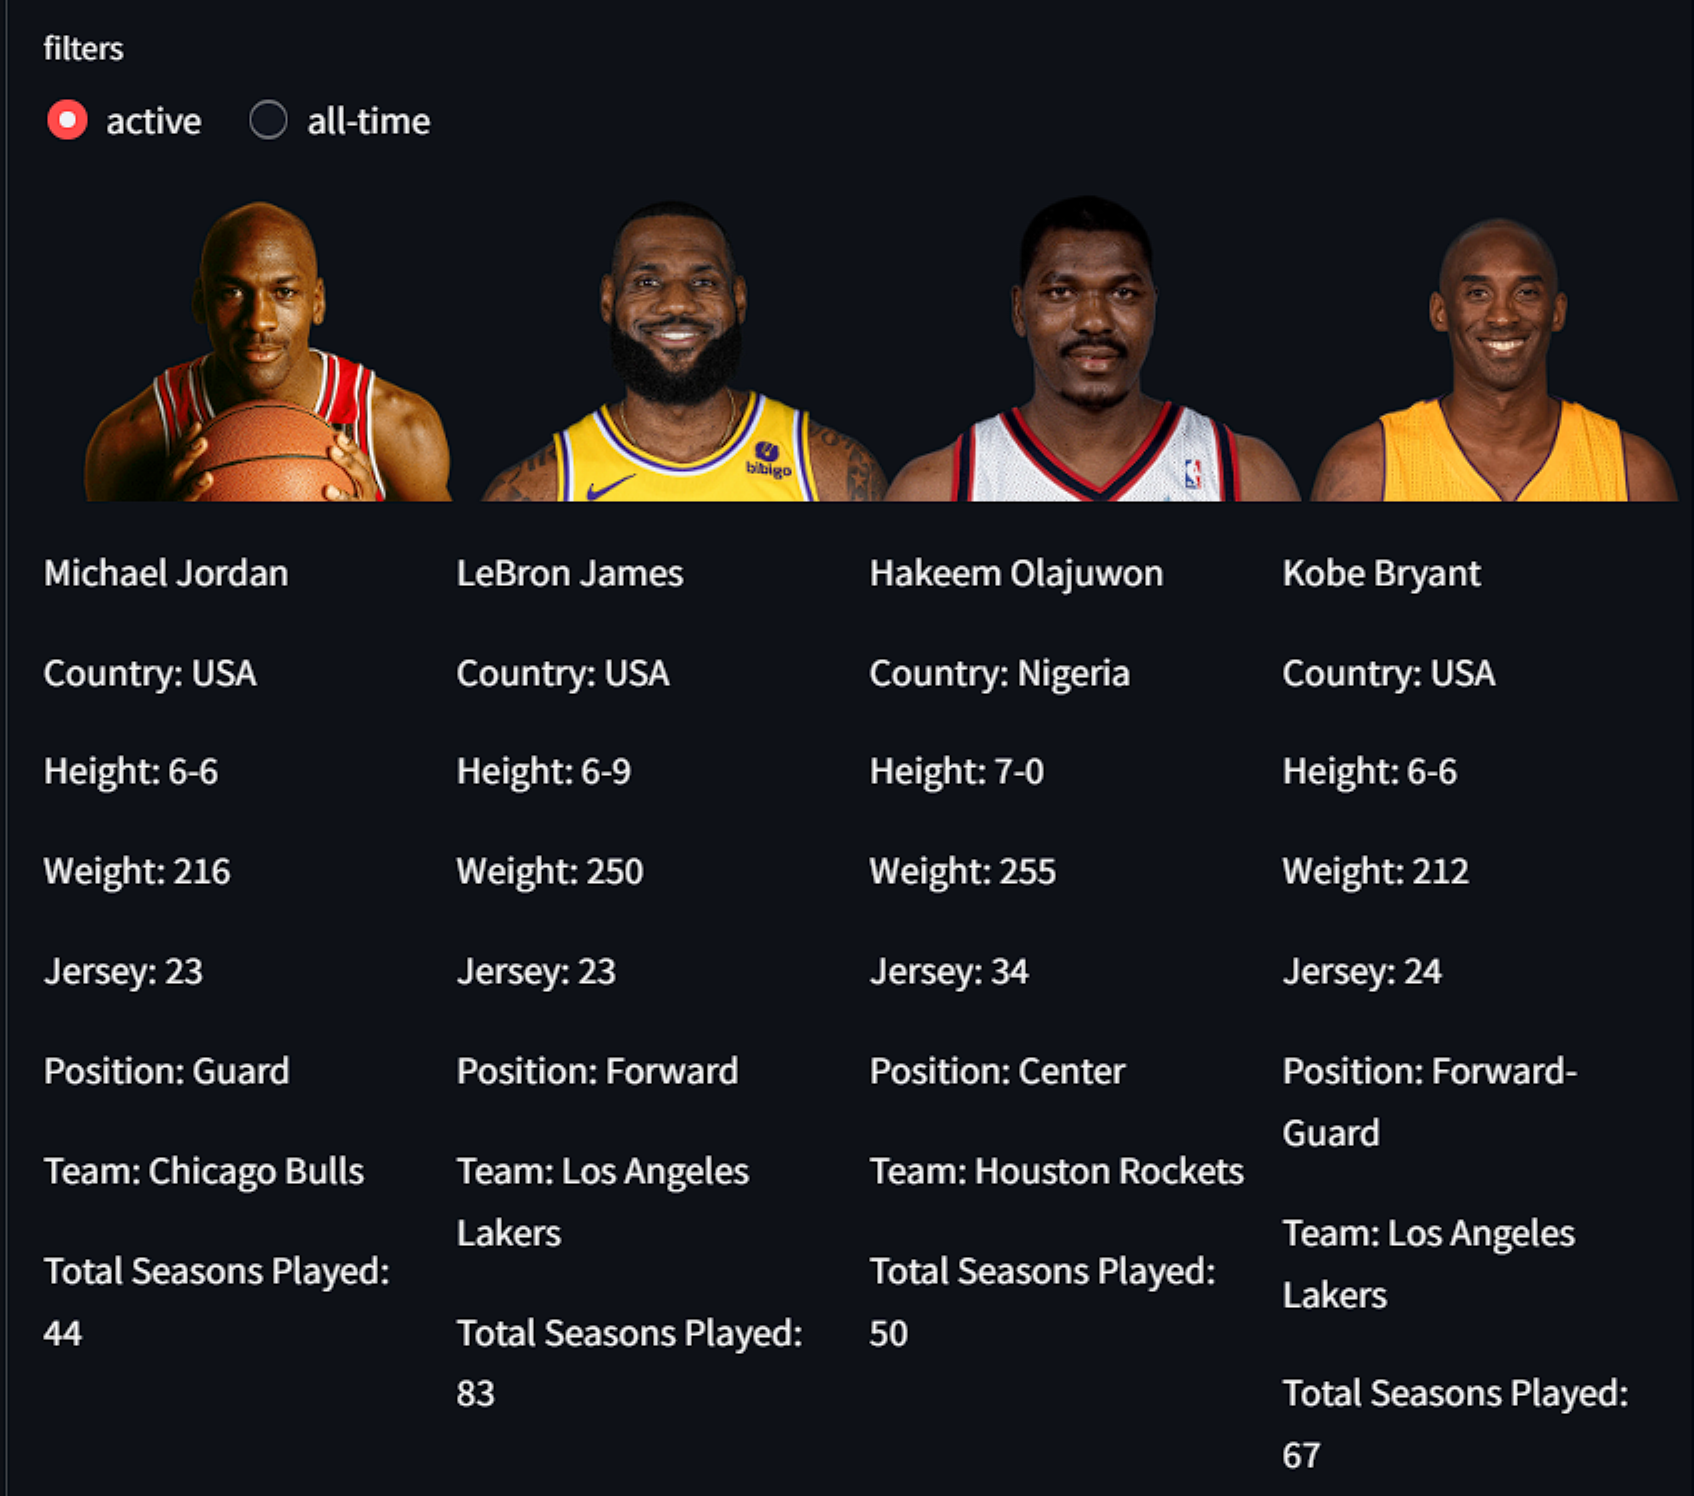 filters
active all-time
bibigo
Michael Jordan
Country: USA
Height: 6-6
Weight: 216
Jersey: 23
Position: Guard
Team: Chicago Bulls
Total Seasons Played:
44
LeBron James
Country: USA
Height: 6-9
Weight: 250
Jersey: 23
Position: Forward
Team: Los Angeles
Lakers
Total Seasons Played:
83
Hakeem Olajuwon
Country: Nigeria
Height: 7-0
Weight: 255
Jersey: 34
Position: Center
Team: Houston Rockets
Total Seasons Played:
50
Kobe Bryant
Country: USA
Height: 6-6
Weight: 212
Jersey: 24
Position: Forward-
Guard
Team: Los Angeles
Lakers
Total Seasons Played:
67